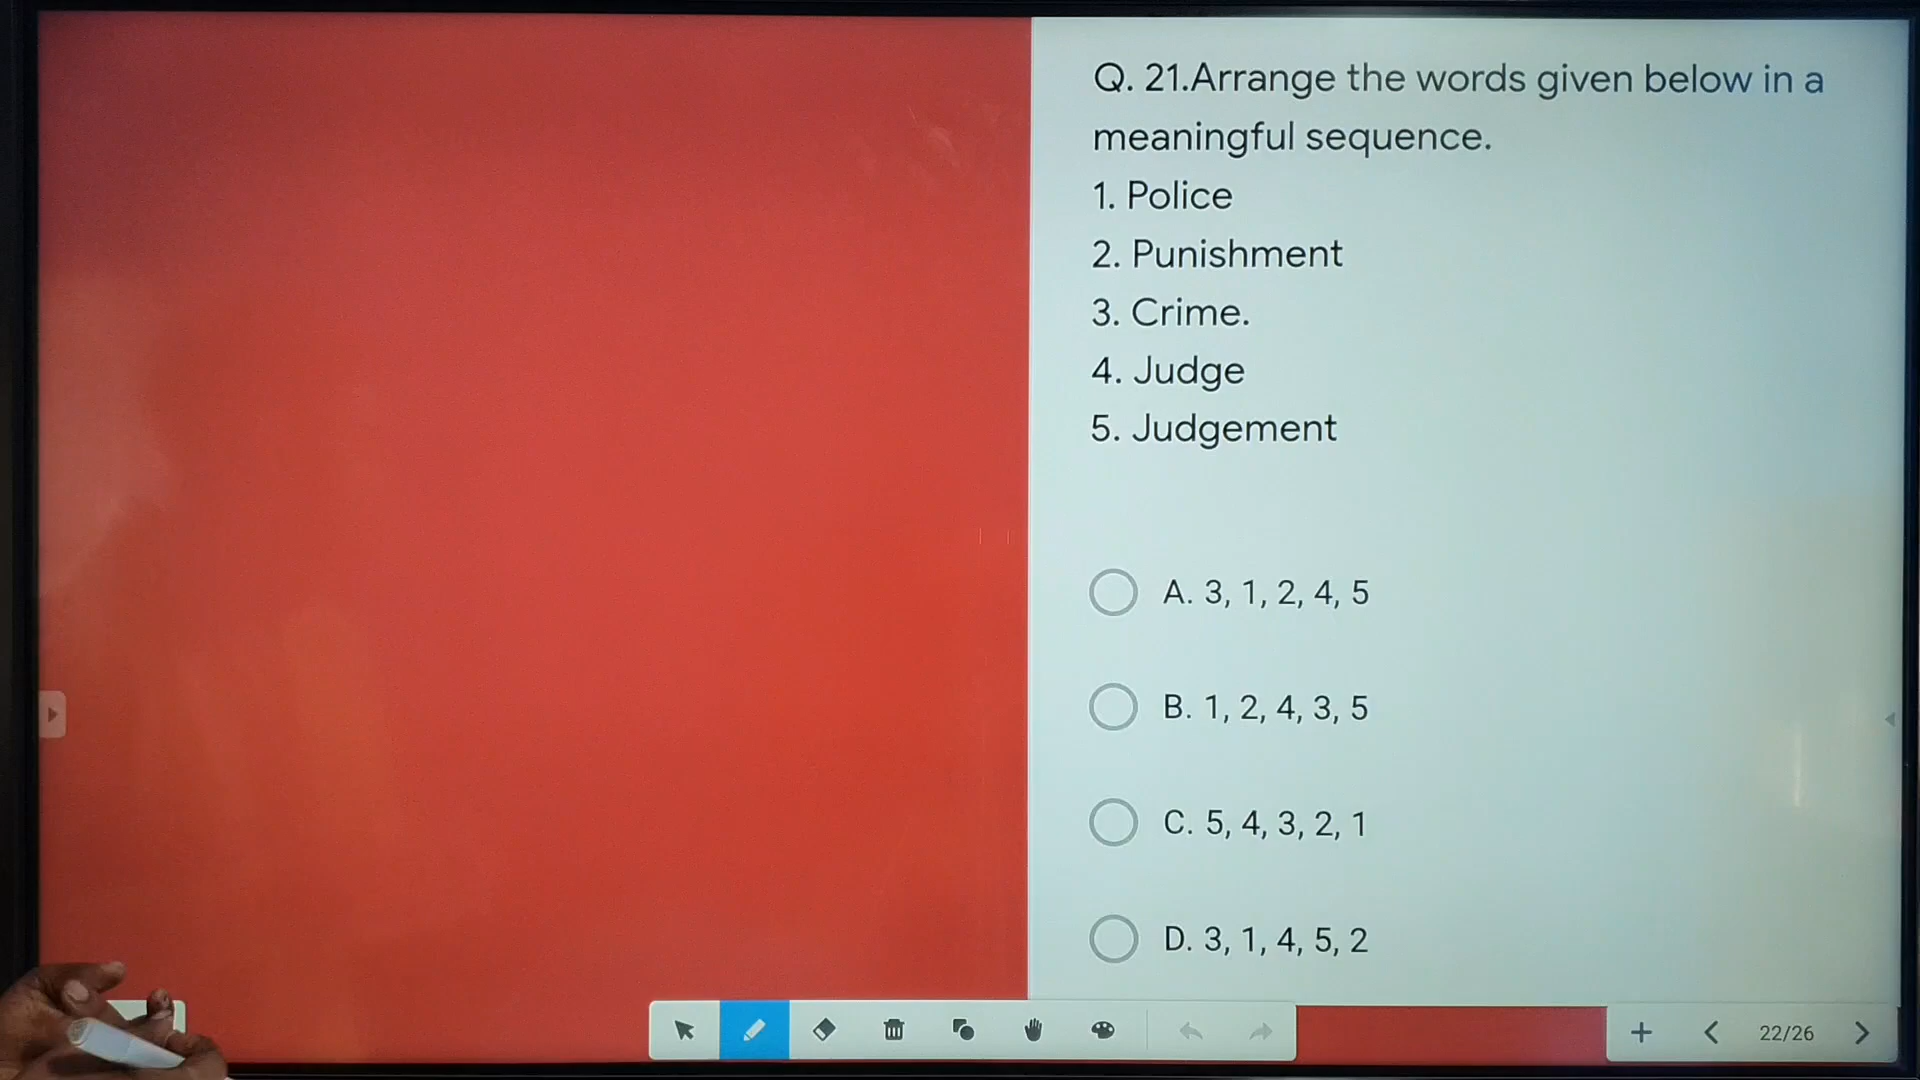 Q. 21.Arrange the words given below in a
meaningful sequence.
1. Police
2. Punishment
3. Crime.
4. Judge
5. Judgement
A. 3, 1, 2, 4, 5
B. 1, 2, 4, 3, 5
C. 5, 4, 3, 2, 1
D. 3, 1, 4, 5, 2
22/26